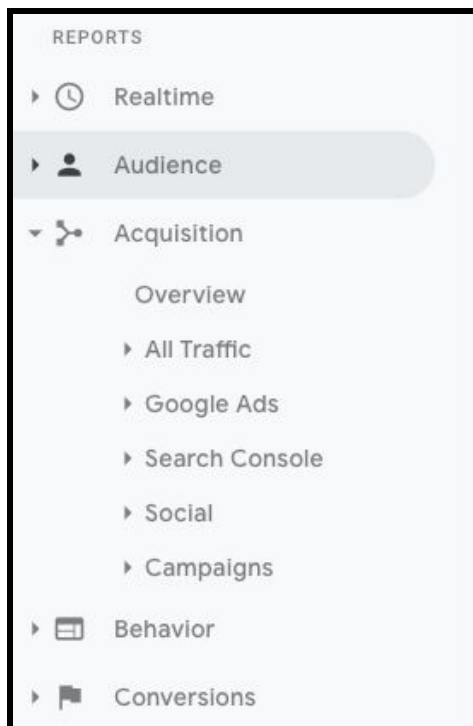 REPORTS
Realtime
Audience
Acquisition
Overview
All Traffic
Google Ads
Search Console
Social
Campaigns
Behavior
Conversions